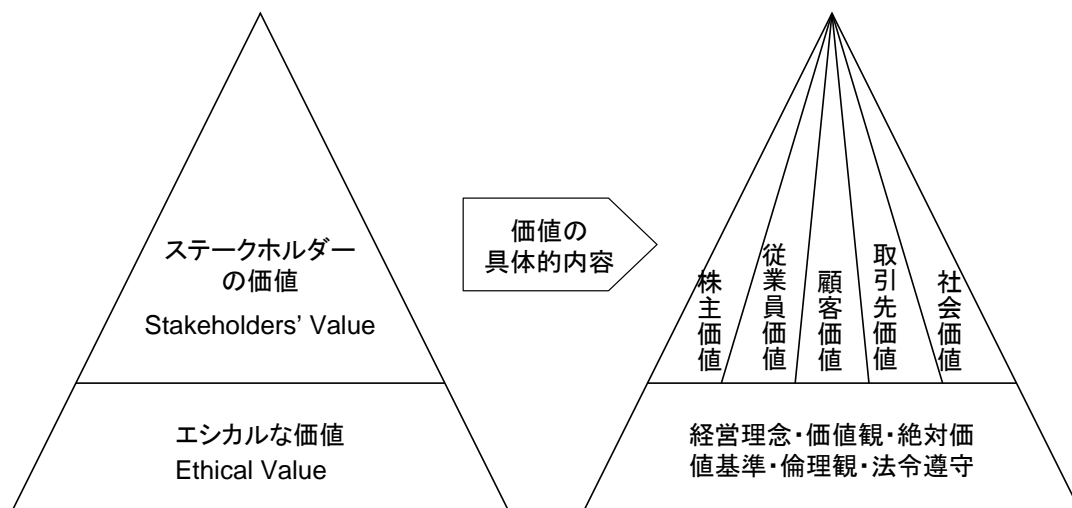 ステークホルダー
の価値
Stakeholders’ Value
エシカルな価値
Ethical Value
価値の
具体的内容
株主価値
従業員価値
顧客価値
取引先価値
社会価値
経営理念・価値観・絶対価
値基準・倫理観・法令遵守